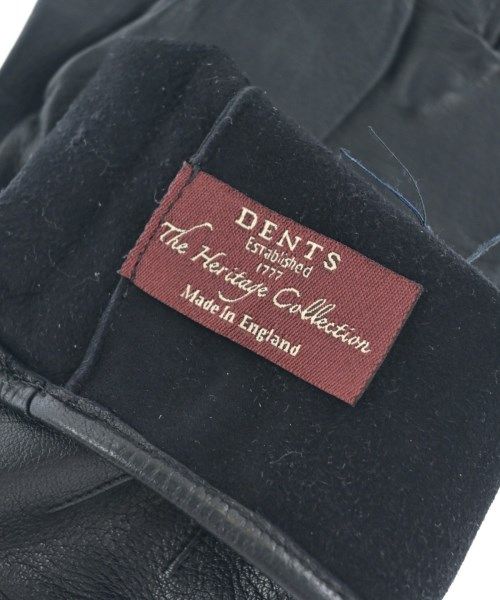 DENTS
Established
1777
The Heritage Collection
Made in England